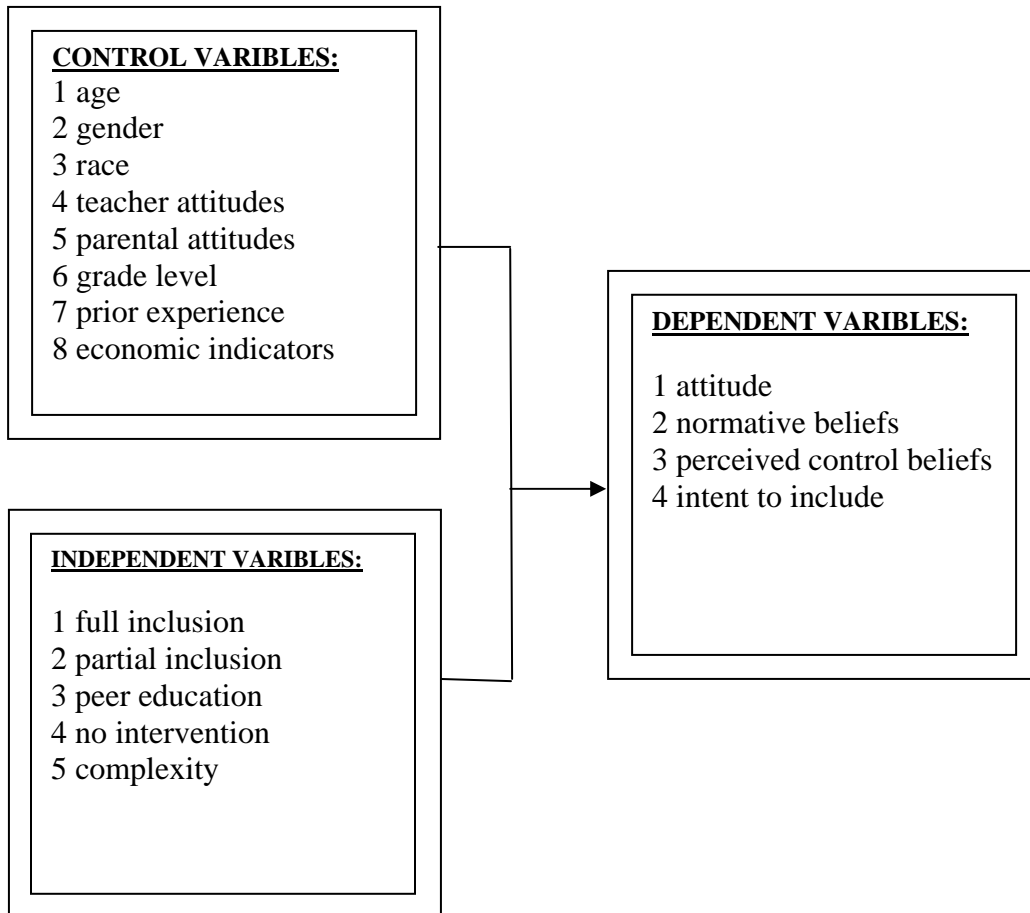 CONTROL VARIBLES:
1 age
2 gender
3 race
4 teacher attitudes
5 parental attitudes
6 grade level
7 prior experience
8 economic indicators
INDEPENDENT VARIABLES:
1 full inclusion
2 partial inclusion
3 peer education
4 no intervention
5 complexity
DEPENDENT VARIABLES:
1 attitude
2 normative beliefs
3 perceived control beliefs
4 intent to include